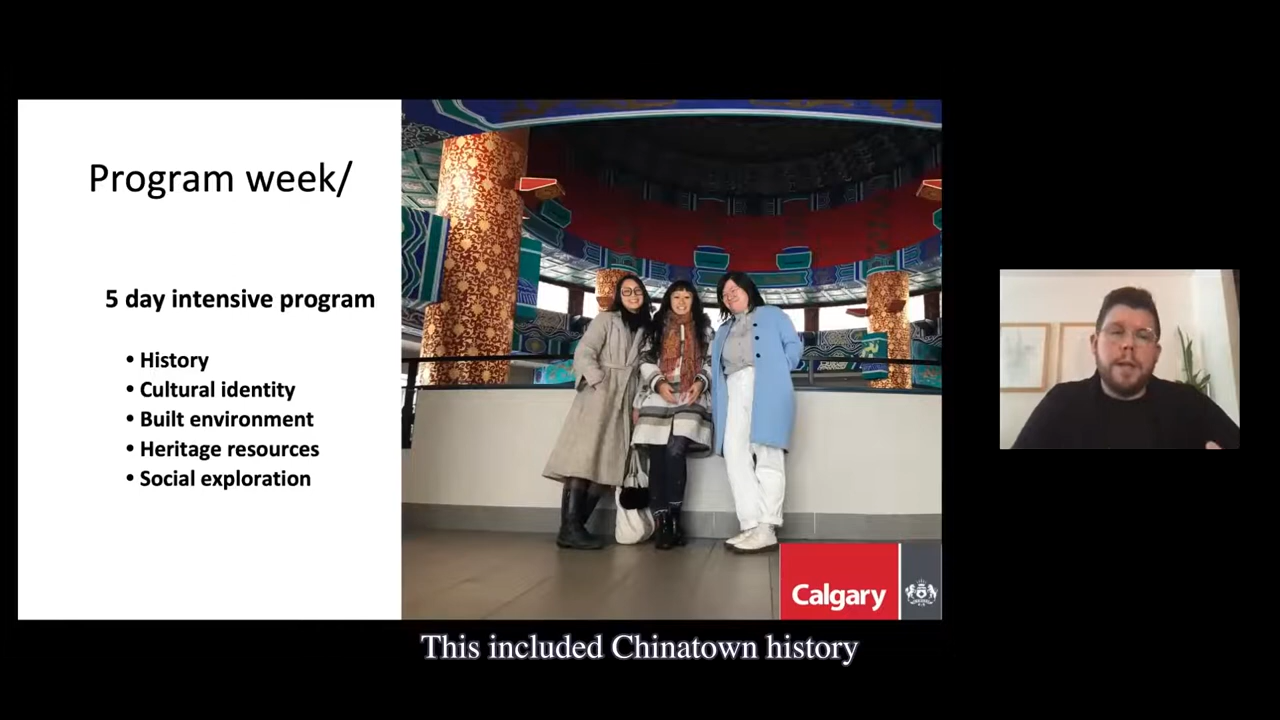 Program week/
5 day intensive program
• History
• Cultural identity
• Built environment
• Heritage resources
• Social exploration
Calgary
This included Chinatown history